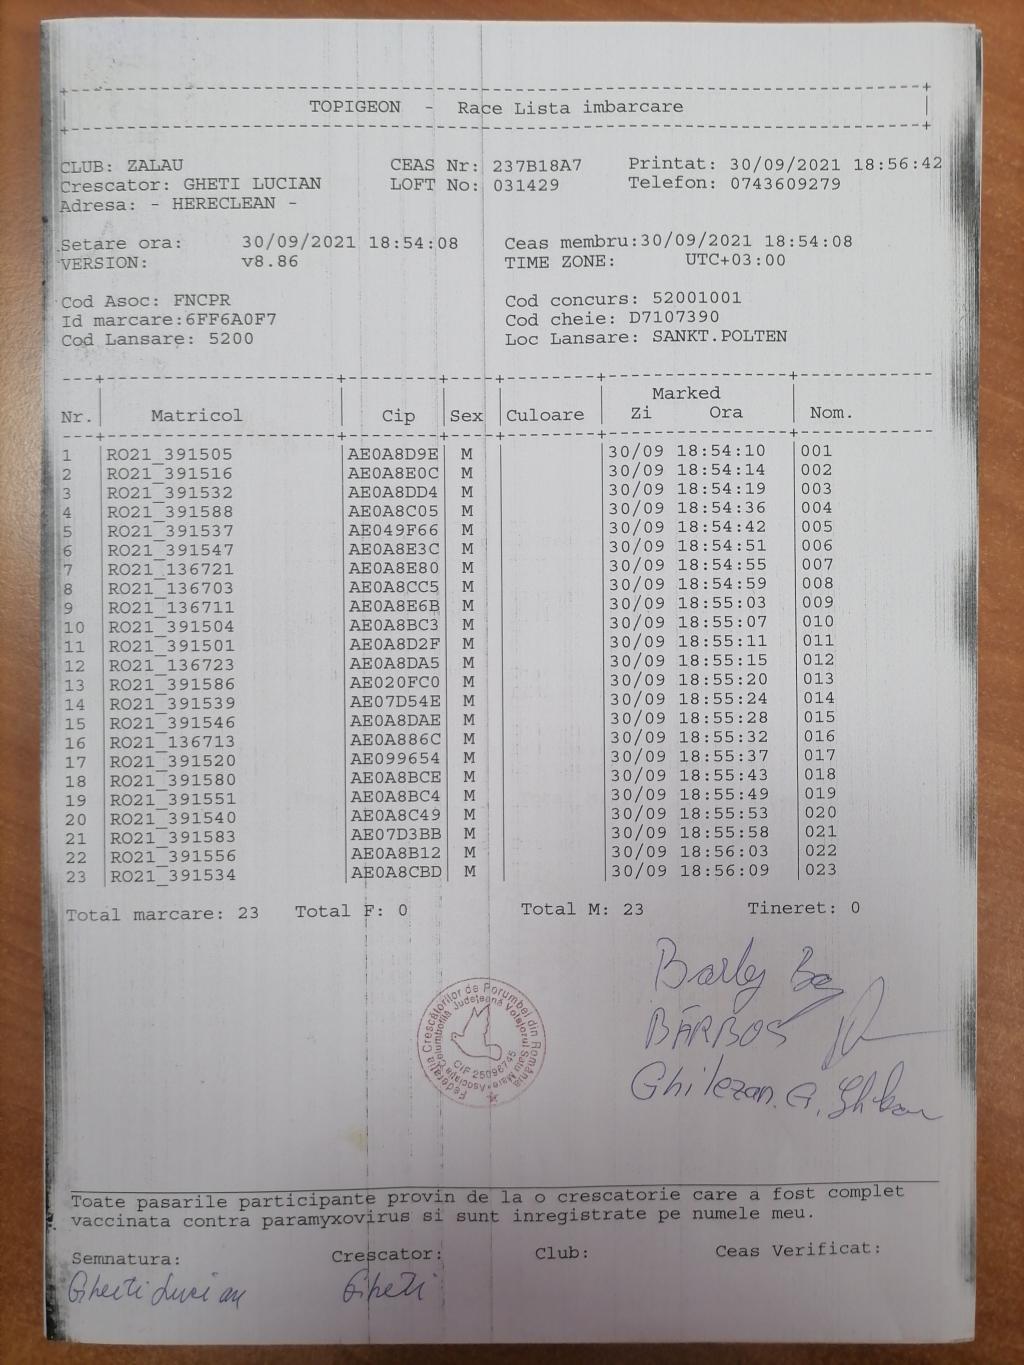 TOPIGEON - Race Lista imbarcare
CLUB: ZALAU CEAS Nr: 237B18A7 Printat: 30/09/2021 18:56:42
Crescator: GHETI LUCIAN LOFT No: 031429 Telefon: 0743609279
Adresa: - HERECLEAN -
Setare ora: 30/09/2021 18:54:08 Ceas membru:30/09/2021 18:54:08
VERSION: v8.86 TIME ZONE: UTC+03:00
Cod Asoc: FNCPR Cod concurs: 52001001
Id marcare:6FF6A0F7 Cod cheie: D7107390
Cod Lansare: 5200 Loc Lansare: SANKT.POLTEN
Marked
Nr. Matricol Cip Sex Culoare Zi Ora Nom.
1 RO21_391505 AE0A8D9E M 30/09 18:54:10 001
2 RO21_391516 AE0A8E0C M 30/09 18:54:14 002
3 RO21_391532 AE0A8DD4 M 30/09 18:54:19 003
4 RO21_391588 AE0A8C05 M 30/09 18:54:36 004
5 RO21_391537 AE049F66 M 30/09 18:54:42 005
6 RO21_391547 AE0A8E3C M 30/09 18:54:51 006
7 RO21_136721 AE0A8E80 M 30/09 18:54:55 007
8 RO21_136703 AE0A8CC5 M 30/09 18:54:59 008
9 RO21_136711 AE0A8E6B M 30/09 18:55:03 009
10 RO21_391504 AE0A8BC3 M 30/09 18:55:07 010
11 RO21_391501 AE0A8D2F M 30/09 18:55:11 011
12 RO21_136723 AE0A8DA5 M 30/09 18:55:15 012
13 RO21_391586 AE020FC0 M 30/09 18:55:20 013
14 RO21_391539 AE07D54E M 30/09 18:55:24 014
15 RO21_391546 AE0A8DAE M 30/09 18:55:28 015
16 RO21_136713 AE0A886C M 30/09 18:55:32 016
17 RO21_391520 AE099654 M 30/09 18:55:37 017
18 RO21_391580 AE0A8BCE M 30/09 18:55:43 018
19 RO21_391551 AE0A8BC4 M 30/09 18:55:49 019
20 RO21_391540 AE0A8C49 M 30/09 18:55:53 020
21 RO21_391583 AE07D3BB M 30/09 18:55:58 021
22 RO21_391556 AE0A8B12 M 30/09 18:56:03 022
23 RO21_391534 AE0A8CBD M 30/09 18:56:09 023
Total marcare: 23 Total F: 0 Total M: 23 Tineret: 0
BĂRBOS
Ghilezan. G.
Federația Crescătorilor de Porumbei din România
Asociația Columbofilă Județeană Voiajorul Satu Mare
CIF 25096745
Toate pasarile participante provin de la o crescatorie care a fost complet
vaccinata contra paramyxovirus si sunt inregistrate pe numele meu.
Semnatura: Crescator: Club: Ceas Verificat:
Gheti Lucian Gheti